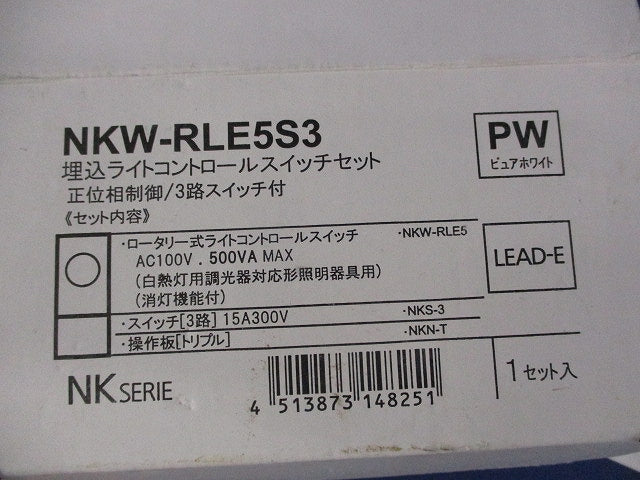 NKW-RLE5S3
埋込ライトコントロールスイッチセット
正位相制御/3路スイッチ付
《セット内容》
PW
ピュアホワイト
・ロータリー式ライトコントロールスイッチ ・NKW-RLE5
AC100V . 500VA MAX
(白熱灯用調光器対応形照明器具用)
(消灯機能付)
LEAD-E
・スイッチ[3路] 15A300V ・NKS-3
・操作板[トリプル] ・NKN-T
NK SERIE
4 513873 148251
1セット入